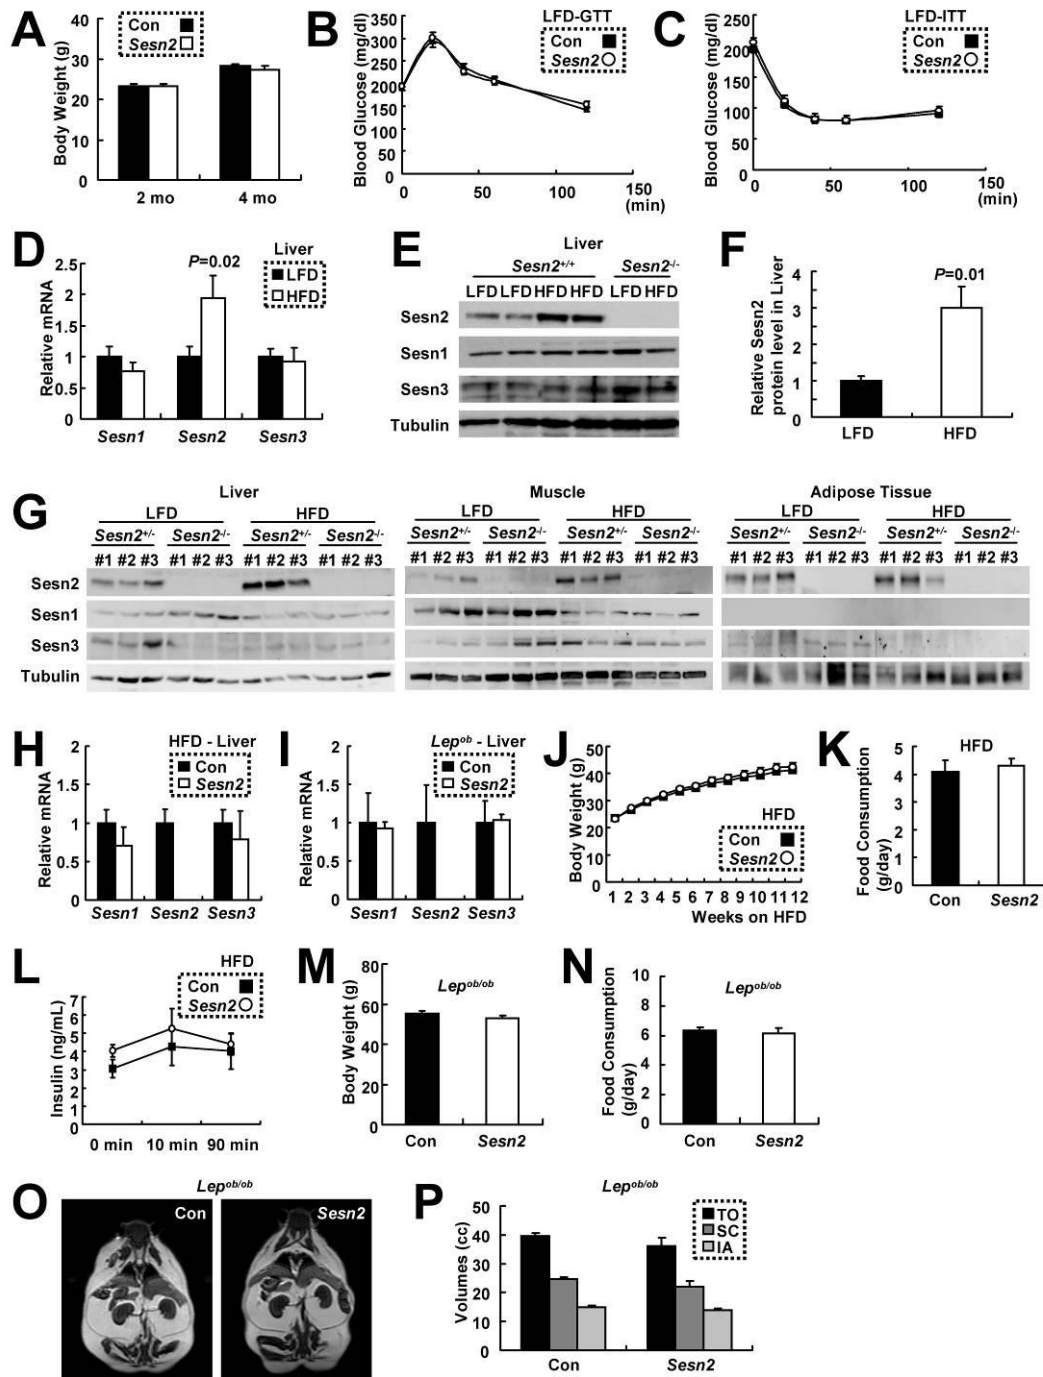 A
Body Weight (g)
40
30
20
10
0
Con
Sesn2
2 mo
4 mo
B
LFD-GTT
Con
Sesn2
Blood Glucose (mg/dl)
350
300
250
200
150
100
50
0
0
50
100
150
(min)
C
LFD-ITT
Con
Sesn2
Blood Glucose (mg/dl)
200
150
100
50
0
0
50
100
150
(min)
D
Liver
LFD
HFD
P=0.02
Relative mRNA
2.5
2
1.5
1
0.5
0
Sesn1
Sesn2
Sesn3
E
Liver
Sesn2+/+
Sesn2-/-
LFD LFD HFD HFD LFD HFD
Sesn2
Sesn1
Sesn3
Tubulin
F
P=0.01
Relative Sesn2
protein level in Liver
4
3
2
1
0
LFD
HFD
G
Liver
Muscle
Adipose Tissue
LFD
HFD
LFD
HFD
LFD
HFD
Sesn2+/- Sesn2-/- Sesn2+/- Sesn2-/-
Sesn2+/- Sesn2-/- Sesn2+/- Sesn2-/-
Sesn2+/- Sesn2-/- Sesn2+/- Sesn2-/-
#1 #2 #3 #1 #2 #3 #1 #2 #3 #1 #2 #3
#1 #2 #3 #1 #2 #3 #1 #2 #3 #1 #2 #3
#1 #2 #3 #1 #2 #3 #1 #2 #3 #1 #2 #3
Sesn2
Sesn1
Sesn3
Tubulin
H
HFD - Liver
Con
Sesn2
Relative mRNA
2
1.5
1
0.5
0
Sesn1
Sesn2
Sesn3
I
Lepob - Liver
Con
Sesn2
Relative mRNA
2
1.5
1
0.5
0
Sesn1
Sesn2
Sesn3
J
Body Weight (g)
50
40
30
20
10
0
HFD
Con
Sesn2
1 2 3 4 5 6 7 8 9 10 11 12
Weeks on HFD
K
HFD
Food Consumption
(g/day)
5
4
3
2
1
0
Con
Sesn2
L
HFD
Con
Sesn2
Insulin (ng/mL)
7
6
5
4
3
2
1
0
0 min
10 min
90 min
M
Lepob/ob
Body Weight (g)
80
60
40
20
0
Con
Sesn2
N
Lepob/ob
Food Consumption
(g/day)
10
8
6
4
2
0
Con
Sesn2
O
Lepob/ob
Con
Sesn2
P
Lepob/ob
TO
SC
IA
Volumes (cc)
50
40
30
20
10
0
Con
Sesn2